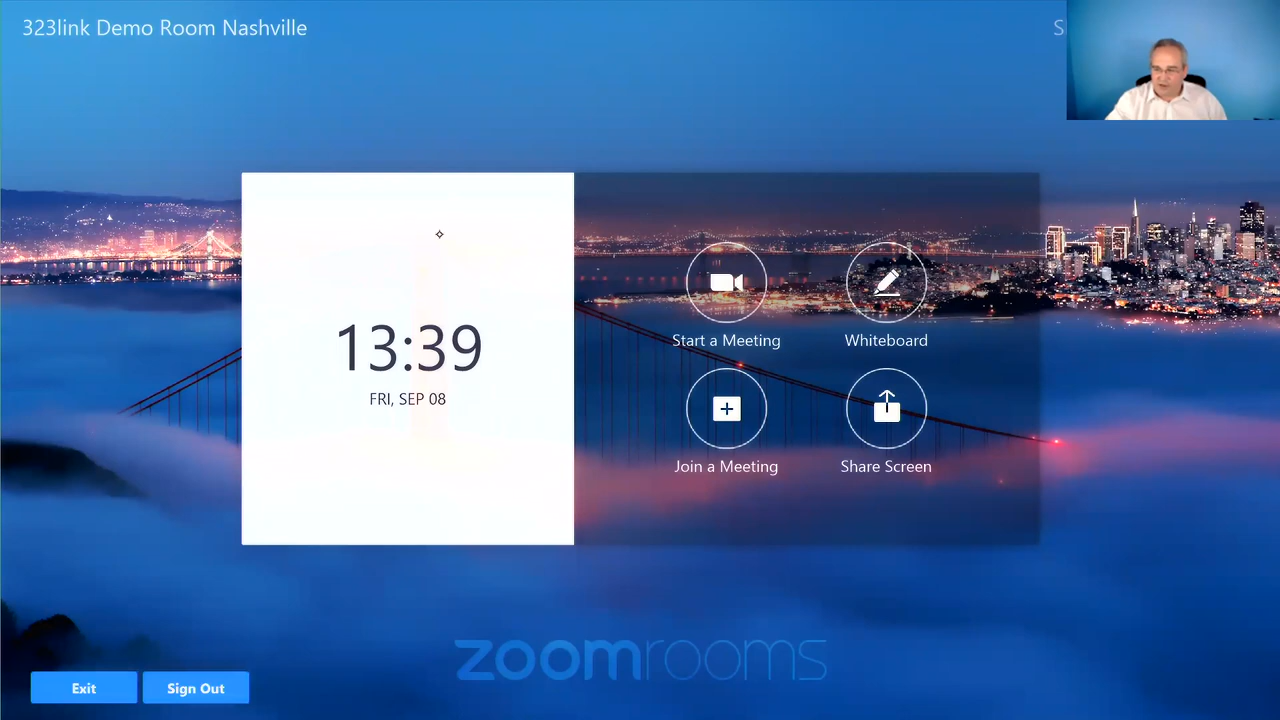 323link Demo Room Nashville
S
13:39
FRI, SEP 08
Start a Meeting
Whiteboard
Join a Meeting
Share Screen
zoomrooms
Exit
Sign Out